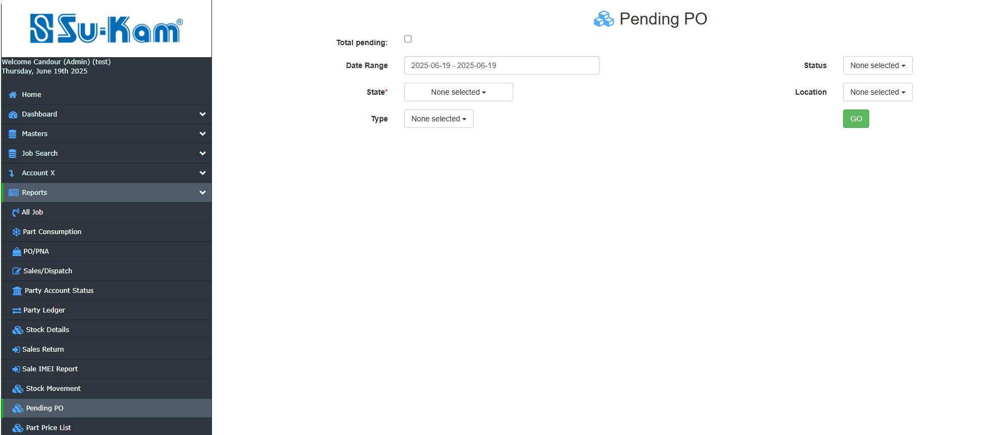 Su-Kam®
Welcome Candour (Admin) (test)
Thursday, June 19th 2025
Home
Dashboard
Masters
Job Search
Account X
Reports
All Job
Part Consumption
PO/PNA
Sales/Dispatch
Party Account Status
Party Ledger
Stock Details
Sales Return
Sale IMEI Report
Stock Movement
Pending PO
Part Price List
Pending PO
Total pending:
Date Range 2025-06-19 - 2025-06-19 Status None selected
State* None selected Location None selected
Type None selected GO